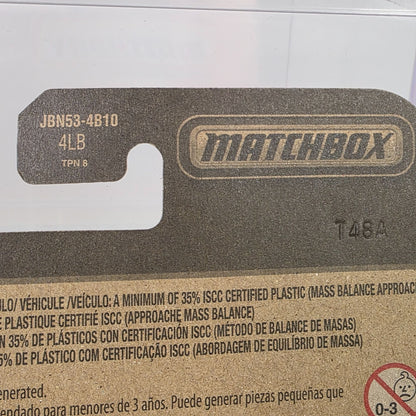 JBN53-4B10
4LB
TPN 8
MATCHBOX
T48A
ULO/ VÉHICULE /VEÍCULO: A MINIMUM OF 35% ISCC CERTIFIED PLASTIC (MASS BALANCE APPROAC
E PLASTIQUE CERTIFIÉ ISCC (APPROACHE MASS BALANCE)
N 35% DE PLÁSTICOS CON CERTIFICACIÓN ISCC (MÉTODO DE BALANCE DE MASAS)
5% DE PLÁSTICO COM CERTIFICAÇÃO ISCC (ABORDAGEM DE EQUILÍBRIO DE MASSA)
enerated.
endado para menores de 3 años. Puede generar piezas pequeñas que
0-3